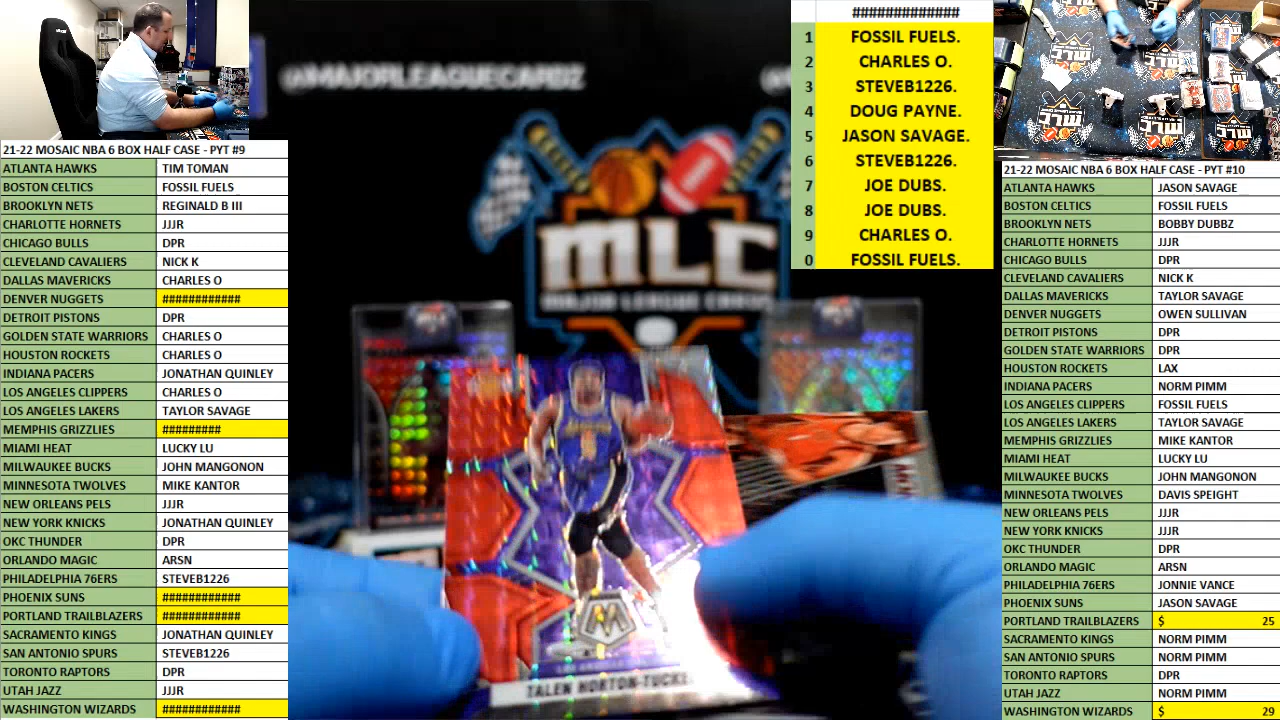 21-22 MOSAIC NBA 6 BOX HALF CASE - PYT #9
ATLANTA HAWKS TIM TOMAN
BOSTON CELTICS FOSSIL FUELS
BROOKLYN NETS REGINALD B III
CHARLOTTE HORNETS JJJR
CHICAGO BULLS DPR
CLEVELAND CAVALIERS NICK K
DALLAS MAVERICKS CHARLES O
DENVER NUGGETS ############
DETROIT PISTONS DPR
GOLDEN STATE WARRIORS CHARLES O
HOUSTON ROCKETS CHARLES O
INDIANA PACERS JONATHAN QUINLEY
LOS ANGELES CLIPPERS CHARLES O
LOS ANGELES LAKERS TAYLOR SAVAGE
MEMPHIS GRIZZLIES #########
MIAMI HEAT LUCKY LU
MILWAUKEE BUCKS JOHN MANGONON
MINNESOTA TWOLVES MIKE KANTOR
NEW ORLEANS PELS JJJR
NEW YORK KNICKS JONATHAN QUINLEY
OKC THUNDER DPR
ORLANDO MAGIC ARSN
PHILADELPHIA 76ERS STEVEB1226
PHOENIX SUNS ############
PORTLAND TRAILBLAZERS ############
SACRAMENTO KINGS JONATHAN QUINLEY
SAN ANTONIO SPURS STEVEB1226
TORONTO RAPTORS DPR
UTAH JAZZ JJJR
WASHINGTON WIZARDS ############
@MAJORLEAGUECARDZ
MLC
MAJOR LEAGUE CARDZ
TALEN HORTON-TUCKER
#############
1 FOSSIL FUELS.
2 CHARLES O.
3 STEVEB1226.
4 DOUG PAYNE.
5 JASON SAVAGE.
6 STEVEB1226.
7 JOE DUBS.
8 JOE DUBS.
9 CHARLES O.
0 FOSSIL FUELS.
MLC
MLC
21-22 MOSAIC NBA 6 BOX HALF CASE - PYT #10
ATLANTA HAWKS JASON SAVAGE
BOSTON CELTICS FOSSIL FUELS
BROOKLYN NETS BOBBY DUBBZ
CHARLOTTE HORNETS JJJR
CHICAGO BULLS DPR
CLEVELAND CAVALIERS NICK K
DALLAS MAVERICKS TAYLOR SAVAGE
DENVER NUGGETS OWEN SULLIVAN
DETROIT PISTONS DPR
GOLDEN STATE WARRIORS DPR
HOUSTON ROCKETS LAX
INDIANA PACERS NORM PIMM
LOS ANGELES CLIPPERS FOSSIL FUELS
LOS ANGELES LAKERS TAYLOR SAVAGE
MEMPHIS GRIZZLIES MIKE KANTOR
MIAMI HEAT LUCKY LU
MILWAUKEE BUCKS JOHN MANGONON
MINNESOTA TWOLVES DAVIS SPEIGHT
NEW ORLEANS PELS JJJR
NEW YORK KNICKS JJJR
OKC THUNDER DPR
ORLANDO MAGIC ARSN
PHILADELPHIA 76ERS JONNIE VANCE
PHOENIX SUNS JASON SAVAGE
PORTLAND TRAILBLAZERS $ 25
SACRAMENTO KINGS NORM PIMM
SAN ANTONIO SPURS NORM PIMM
TORONTO RAPTORS DPR
UTAH JAZZ NORM PIMM
WASHINGTON WIZARDS $ 29